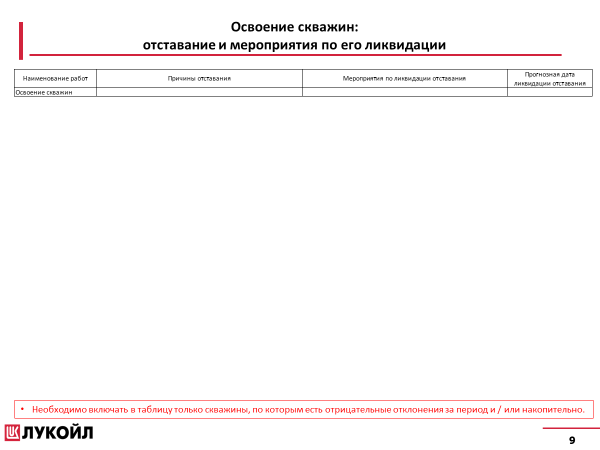 Освоение скважин:
отставание и мероприятия по его ликвидации
Наименование работ
Причины отставания
Мероприятия по ликвидации отставания
Прогнозная дата
ликвидации отставания
Освоение скважин
• Необходимо включать в таблицу только скважины, по которым есть отрицательные отклонения за период и / или накопительно.
ЛУКОЙЛ
9